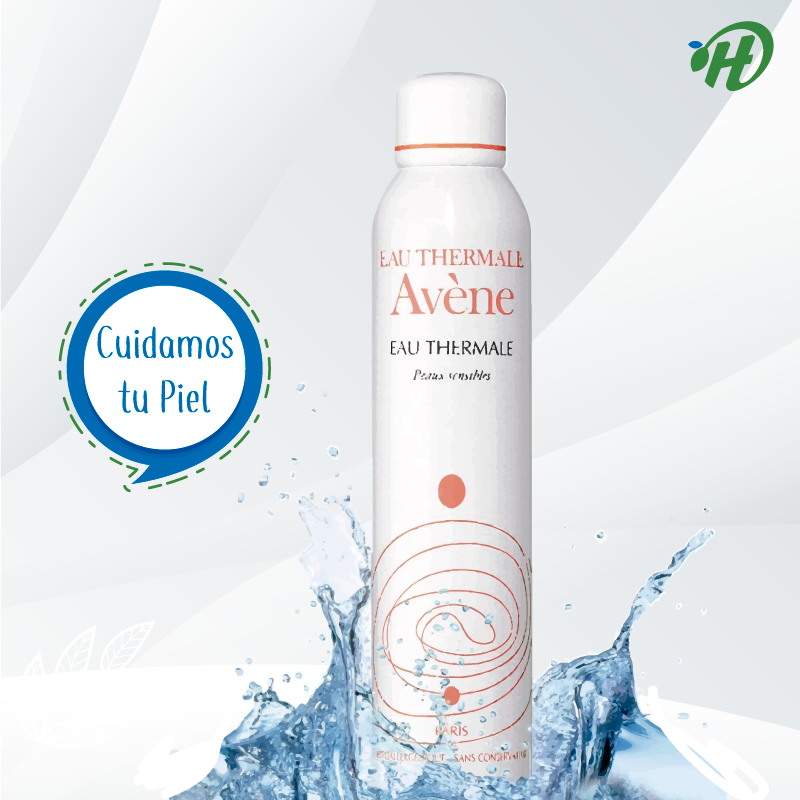 H
Cuidamos
tu Piel
EAU THERMALE
Avène
EAU THERMALE
Peaux sensibles
PARIS
SANS CONSERVATEUR